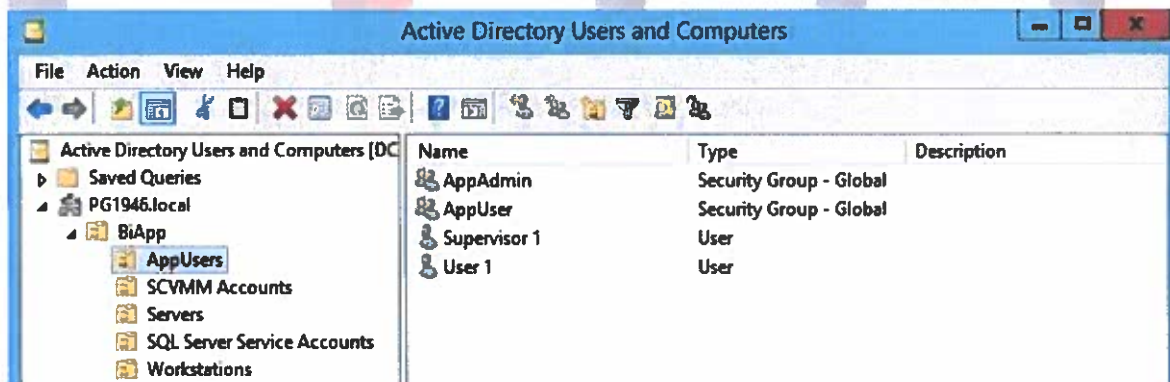 Active Directory Users and Computers
File Action View Help
Active Directory Users and Computers [DC
Saved Queries
PG1946.local
BiApp
AppUsers
SCVMM Accounts
Servers
SQL Server Service Accounts
Workstations
Name Type Description
AppAdmin Security Group - Global
AppUser Security Group - Global
Supervisor 1 User
User 1 User